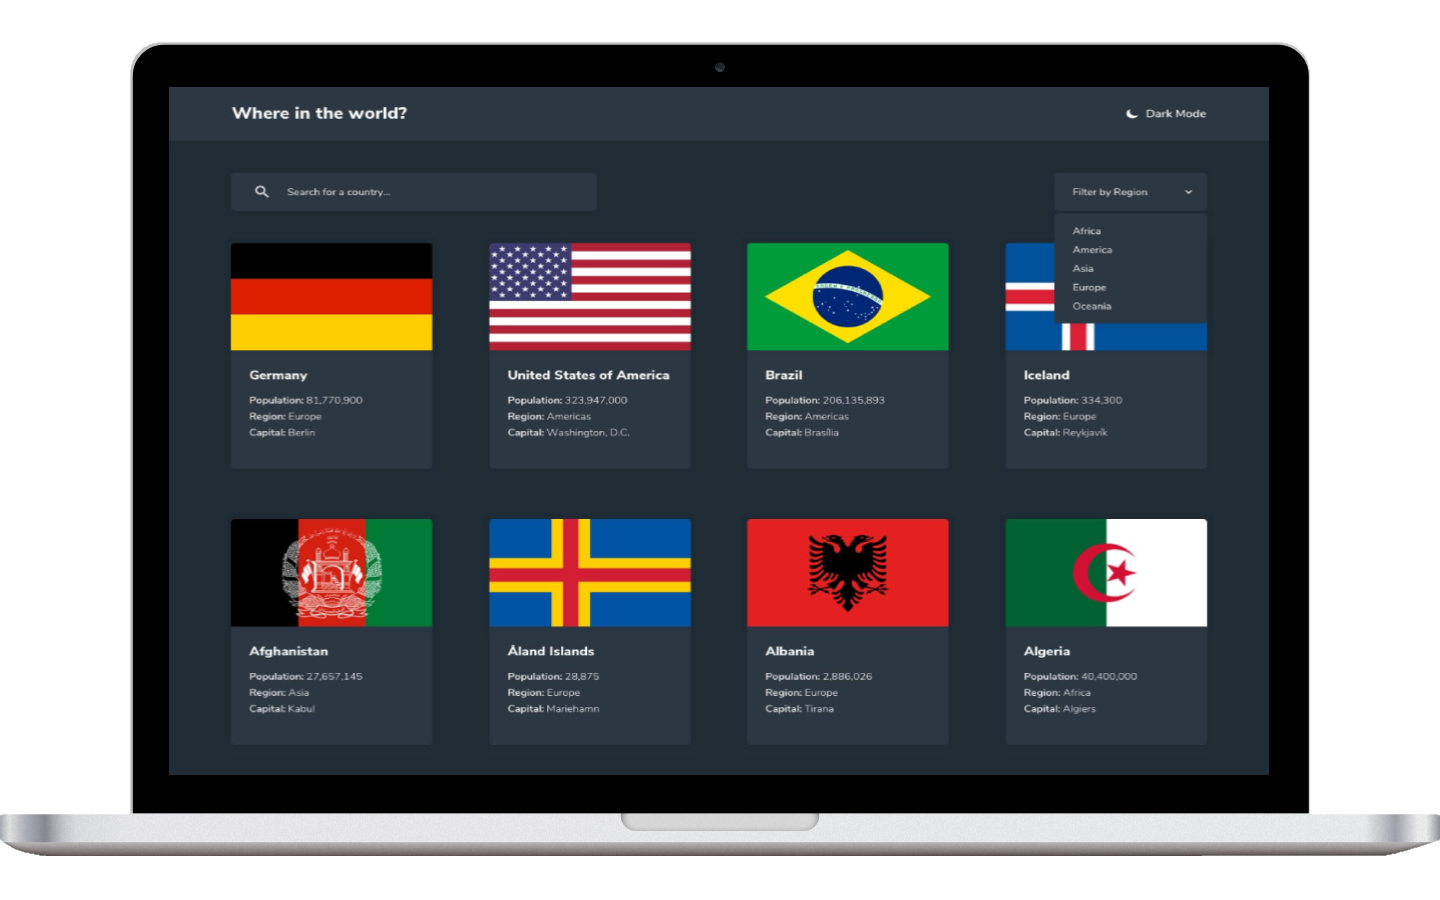 Where in the world?
Dark Mode
Search for a country...
Filter by Region
Africa
America
Asia
Europe
Oceania
Germany
Population: 81,770,900
Region: Europe
Capital: Berlin
United States of America
Population: 323,947,000
Region: Americas
Capital: Washington, D.C.
Brazil
Population: 206,135,893
Region: Americas
Capital: Brasília
Iceland
Population: 334,300
Region: Europe
Capital: Reykjavík
Afghanistan
Population: 27,657,145
Region: Asia
Capital: Kabul
Åland Islands
Population: 28,875
Region: Europe
Capital: Mariehamn
Albania
Population: 2,886,026
Region: Europe
Capital: Tirana
Algeria
Population: 40,400,000
Region: Africa
Capital: Algiers